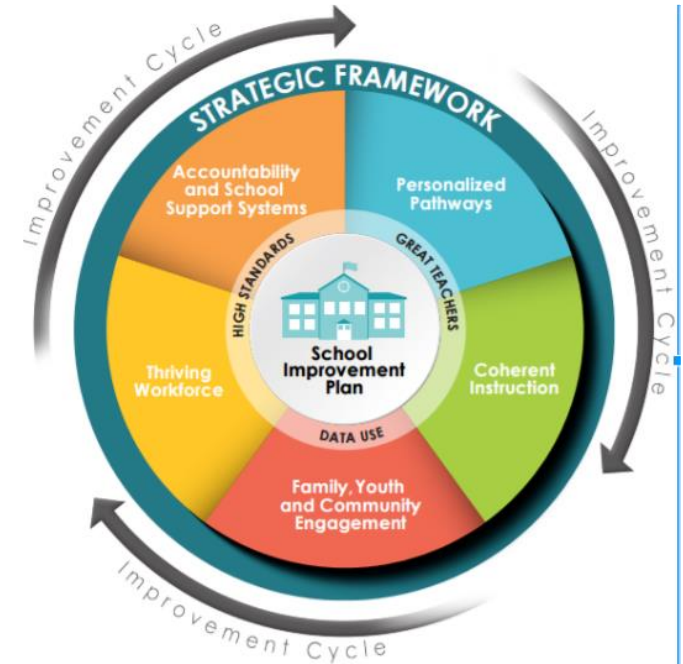 Improvement Cycle
Improvement Cycle
STRATEGIC FRAMEWORK
Accountability
and School
Support Systems
Personalized
Pathways
HIGH STANDARDS
GREAT TEACHERS
School
Improvement
Plan
Thriving
Workforce
Coherent
Instruction
DATA USE
Family, Youth
and Community
Engagement
Improvement Cycle